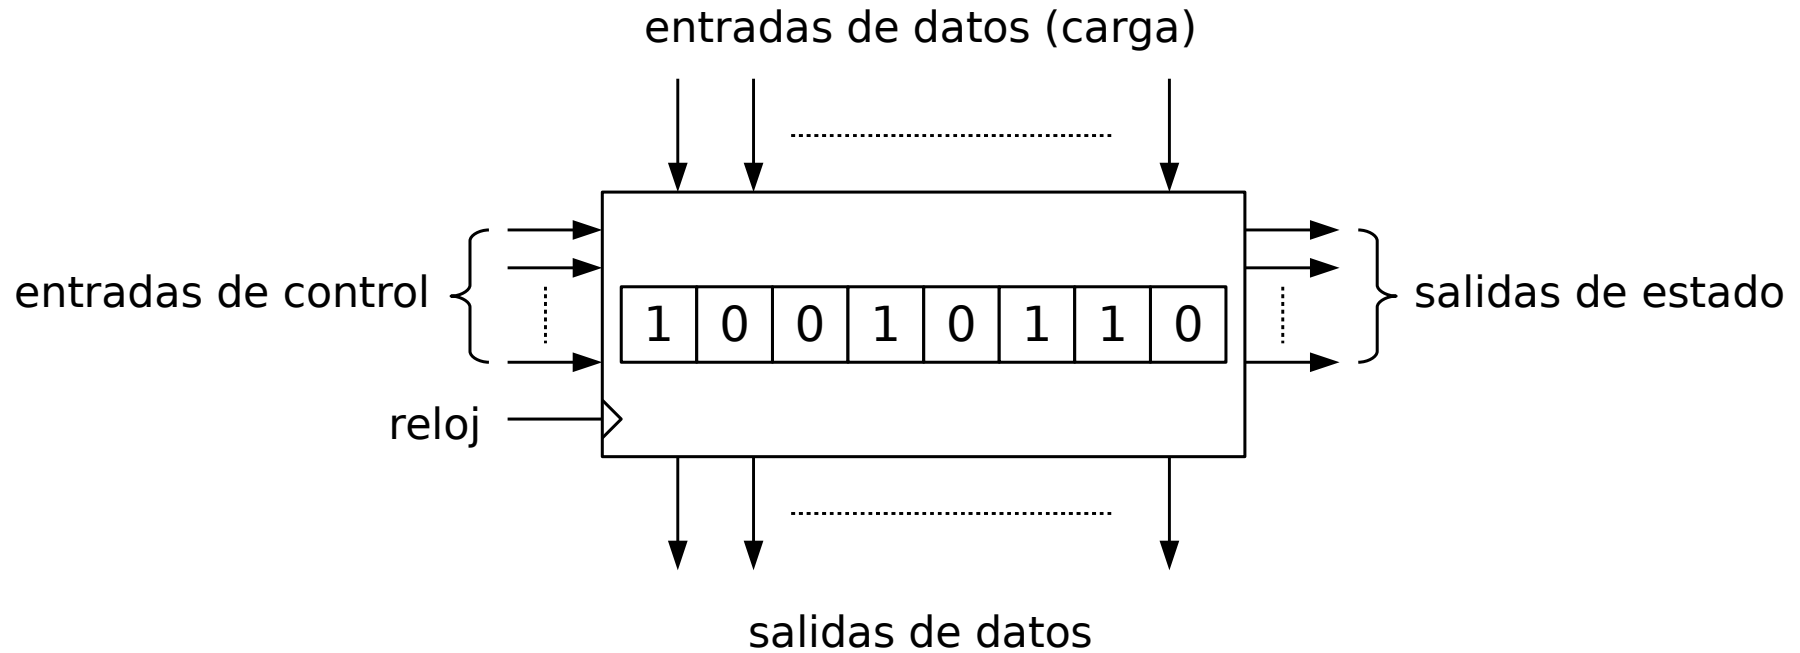 entradas de datos (carga)
entradas de control
1 0 0 1 0 1 1 0
salidas de estado
reloj
salidas de datos